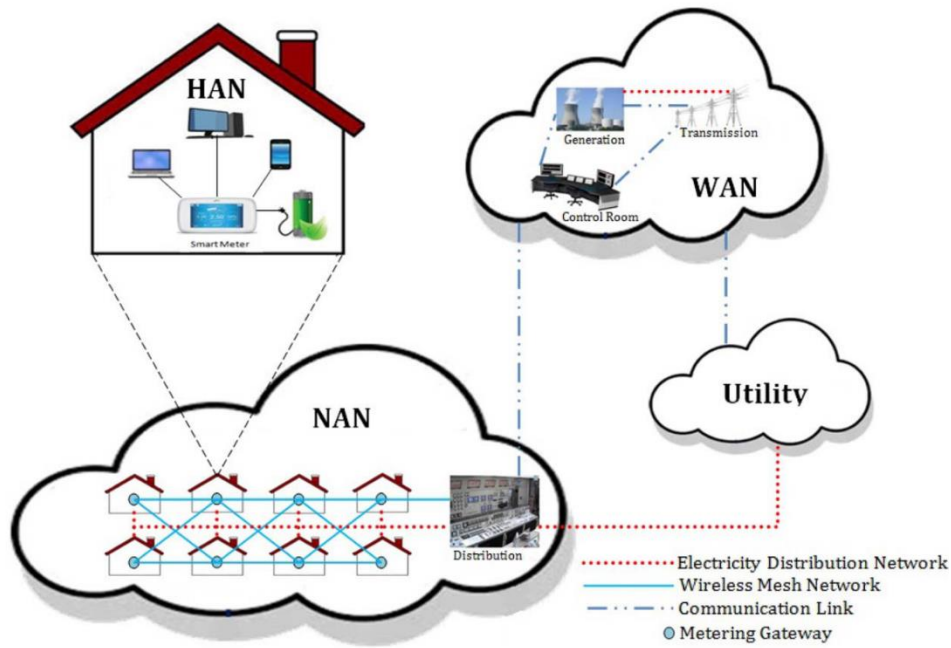 HAN
Smart Meter
Generation
Transmission
WAN
Control Room
Utility
NAN
Distribution
Electricity Distribution Network
Wireless Mesh Network
Communication Link
Metering Gateway